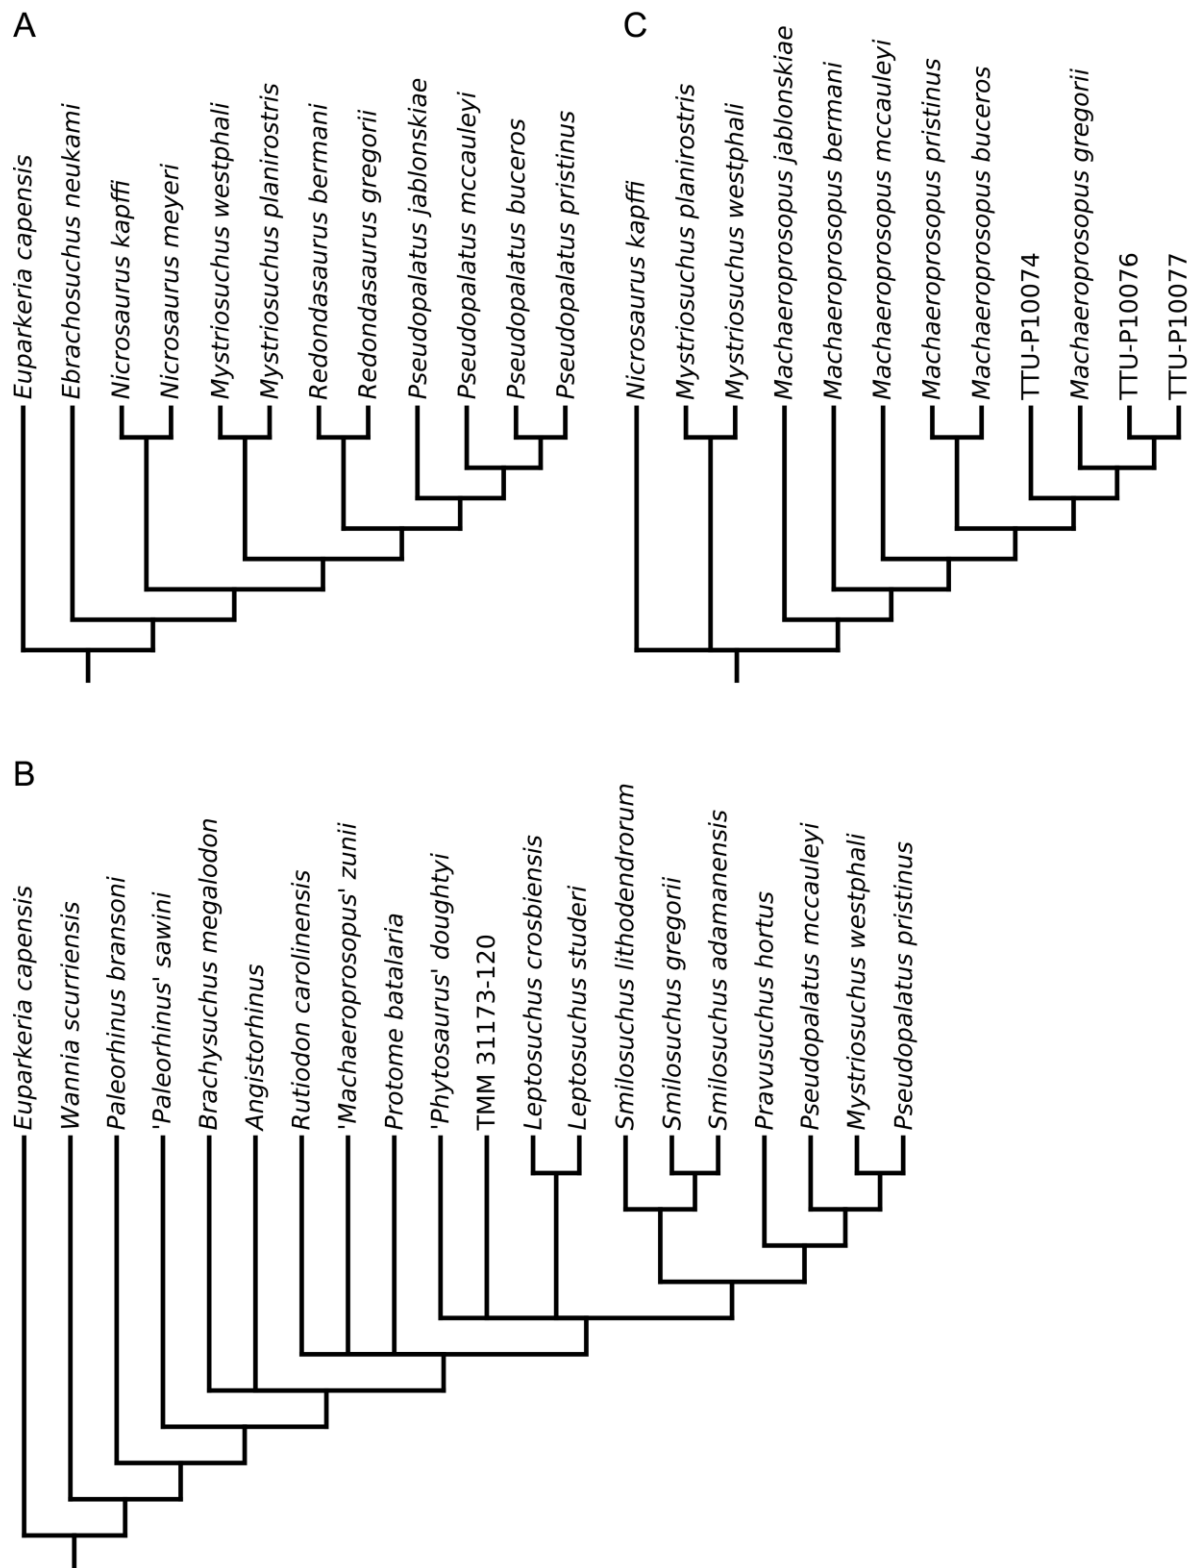 A
Euparkeria capensis
Ebrachosuchus neukami
Nicrosaurus kapffi
Nicrosaurus meyeri
Mystriosuchus westphali
Mystriosuchus planirostris
Redondasaurus bermani
Redondasaurus gregorii
Pseudopalatus jablonskiae
Pseudopalatus mccauleyi
Pseudopalatus buceros
Pseudopalatus pristinus
C
Nicrosaurus kapffi
Mystriosuchus planirostris
Mystriosuchus westphali
Machaeroprosopus jablonskiae
Machaeroprosopus bermani
Machaeroprosopus mccauleyi
Machaeroprosopus pristinus
Machaeroprosopus buceros
TTU-P10074
Machaeroprosopus gregorii
TTU-P10076
TTU-P10077
B
Euparkeria capensis
Wannia scurriensis
Paleorhinus bransoni
'Paleorhinus' sawini
Brachysuchus megalodon
Angistorhinus
Rutiodon carolinensis
'Machaeroprosopus' zunii
Protome batalaria
'Phytosaurus' doughtyi
TMM 31173-120
Leptosuchus crosbiensis
Leptosuchus studeri
Smilosuchus lithodendrorum
Smilosuchus gregorii
Smilosuchus adamanensis
Pravusuchus hortus
Pseudopalatus mccauleyi
Mystriosuchus westphali
Pseudopalatus pristinus